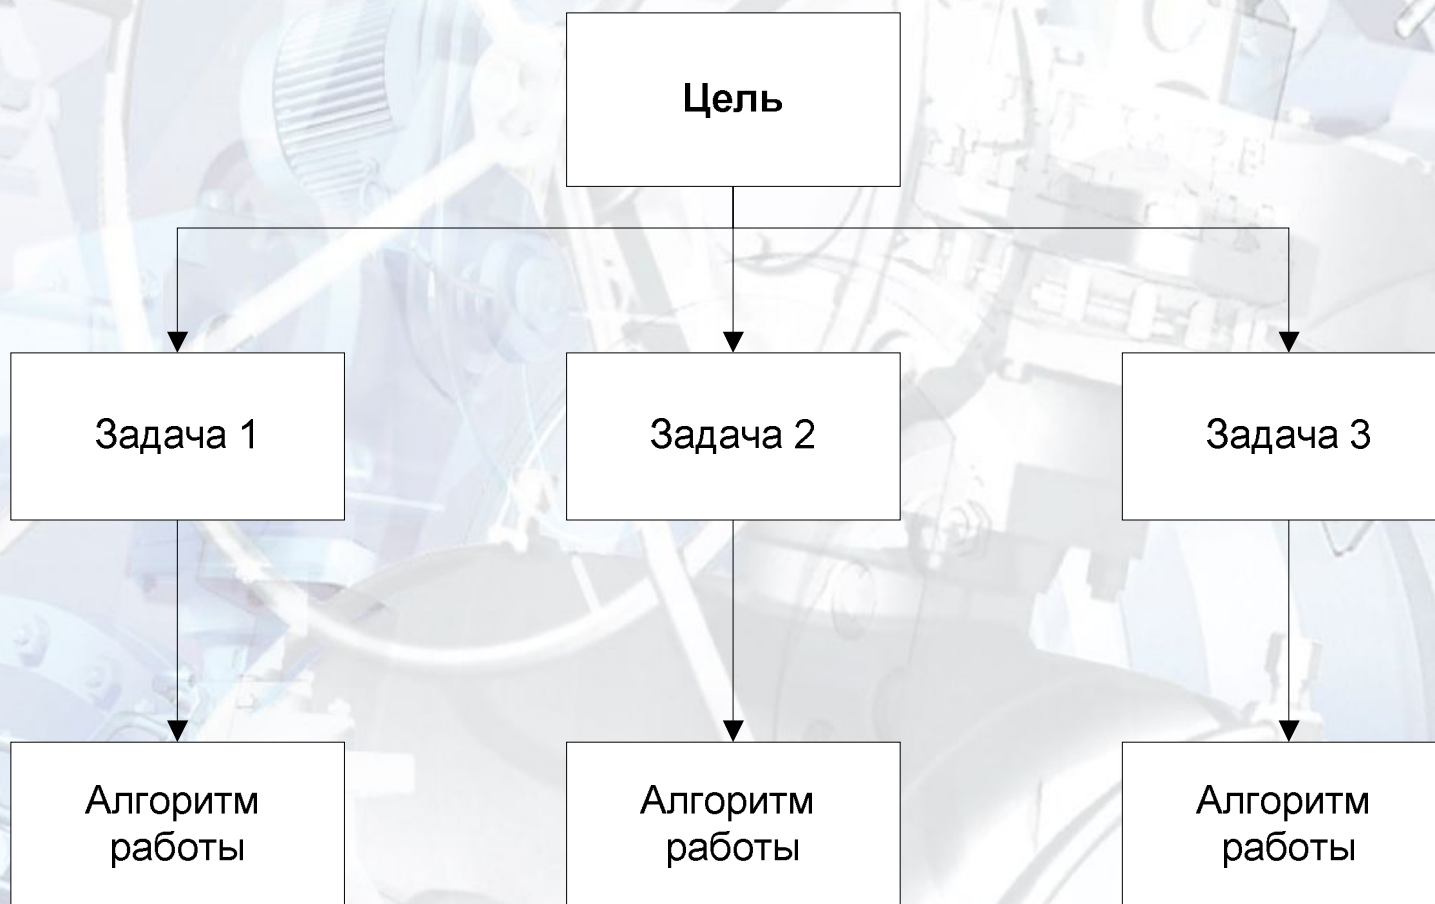 Цель
Задача 1
Задача 2
Задача 3
Алгоритм
работы
Алгоритм
работы
Алгоритм
работы